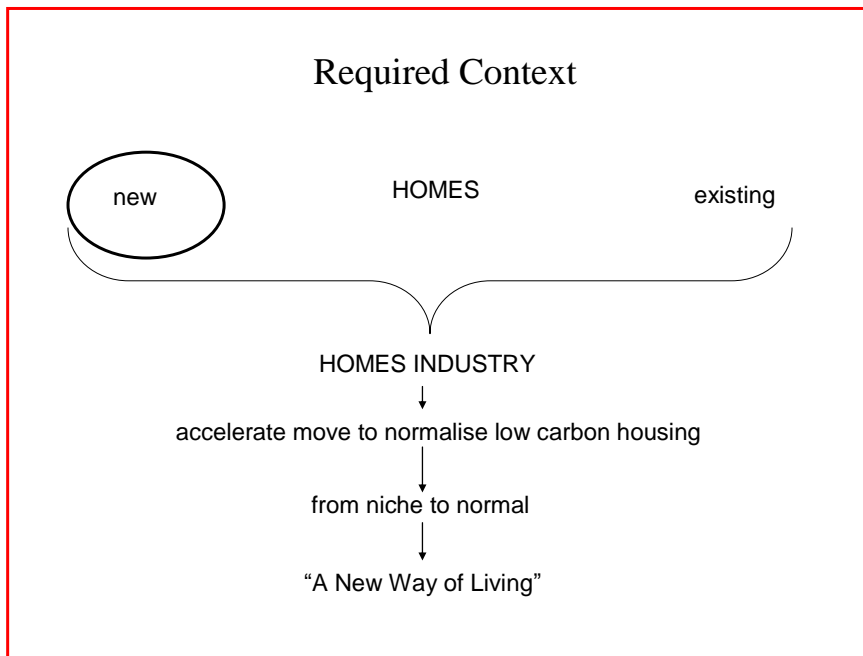 Required Context
new HOMES existing
HOMES INDUSTRY
accelerate move to normalise low carbon housing
from niche to normal
“A New Way of Living”